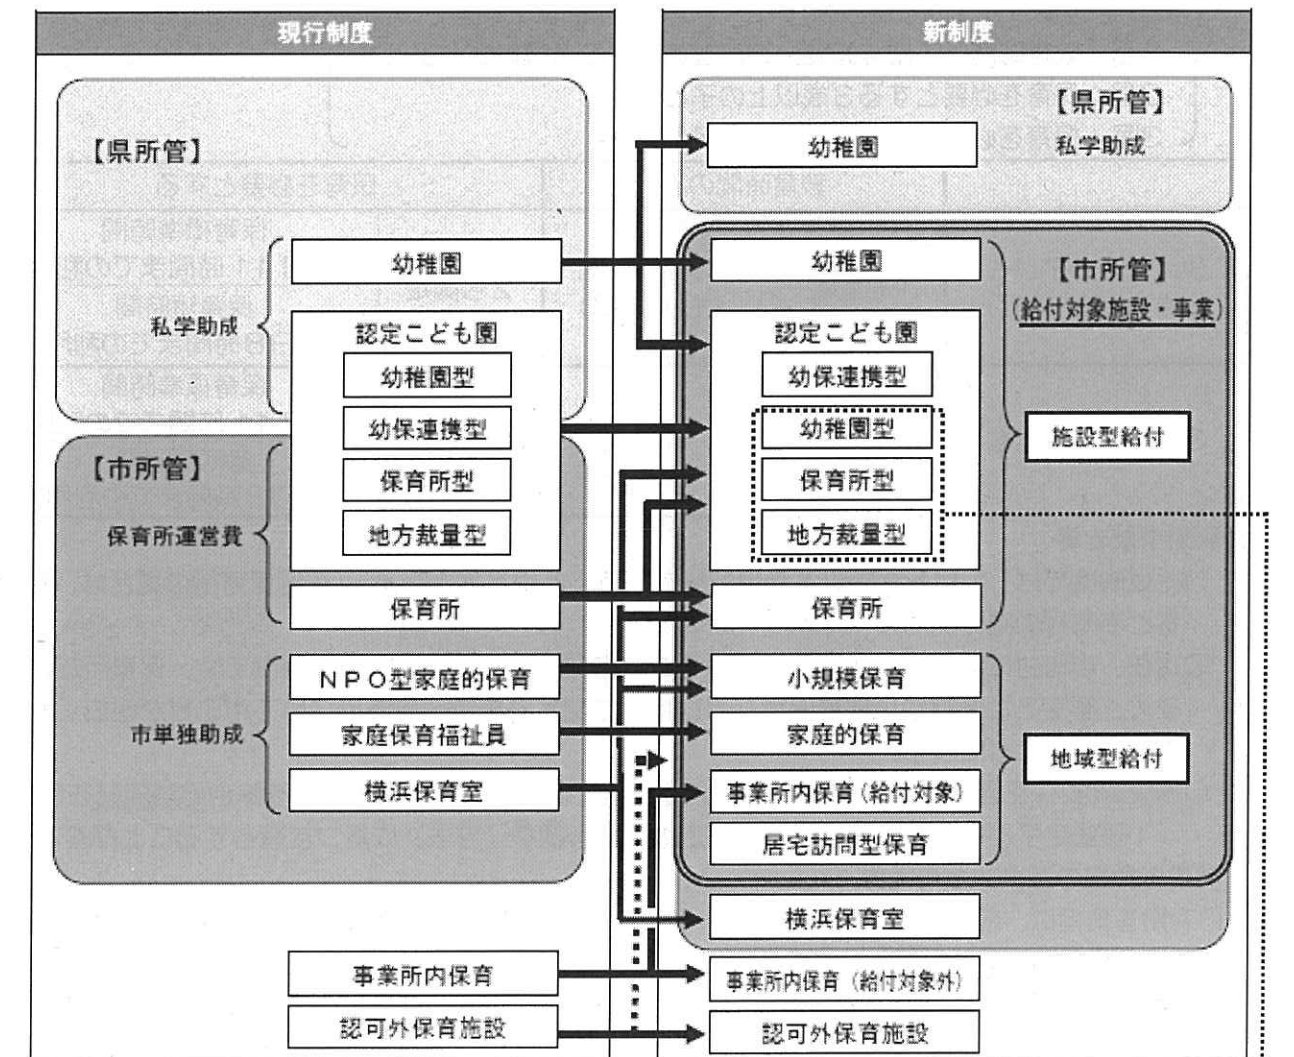 現行制度
【県所管】
幼稚園
私学助成
認定こども園
幼稚園型
幼保連携型
【市所管】
保育所型
保育所運営費
地方裁量型
保育所
NPO型家庭的保育
市単独助成
家庭保育福祉員
横浜保育室
事業所内保育
認可外保育施設
新制度
【県所管】
幼稚園
私学助成
幼稚園
【市所管】
(給付対象施設・事業)
認定こども園
幼保連携型
幼稚園型
施設型給付
保育所型
地方裁量型
保育所
小規模保育
家庭的保育
地域型給付
事業所内保育(給付対象)
居宅訪問型保育
横浜保育室
事業所内保育(給付対象外)
認可外保育施設